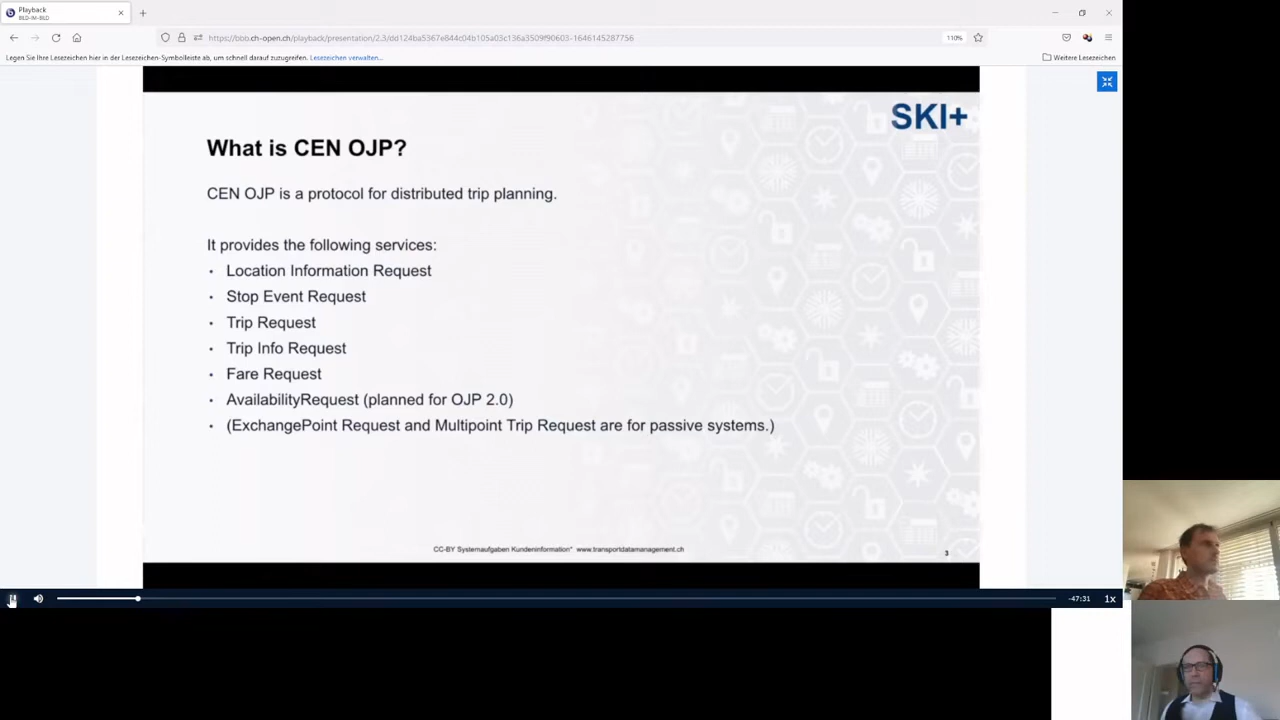 Playback
BILD-IM-BILD
https://bbb.ch-open.ch/playback/presentation/2.3/dd124ba5367e844c04b105a03c136a3509f90603-1646145287756
110%
Legen Sie Ihre Lesezeichen hier in der Lesezeichen-Symbolleiste ab, um schnell darauf zuzugreifen. Lesezeichen verwalten...
Weitere Lesezeichen
SKI+
What is CEN OJP?
CEN OJP is a protocol for distributed trip planning.
It provides the following services:
• Location Information Request
• Stop Event Request
• Trip Request
• Trip Info Request
• Fare Request
• AvailabilityRequest (planned for OJP 2.0)
• (ExchangePoint Request and Multipoint Trip Request are for passive systems.)
CC-BY Systemaufgaben Kundeninformation+ www.transportdatamanagement.ch
3
-47:31
1x